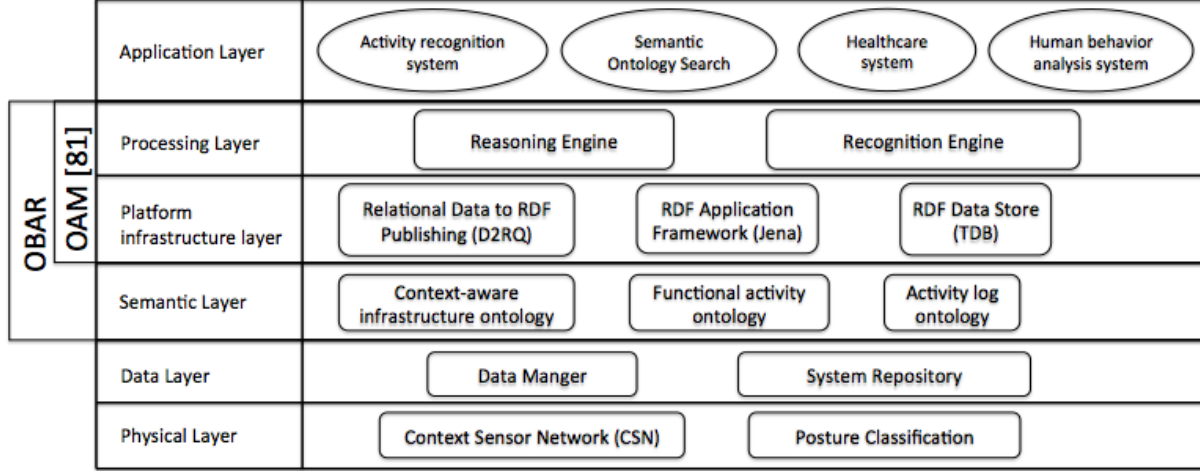 Application Layer
Activity recognition
system
Semantic
Ontology Search
Healthcare
system
Human behavior
analysis system
OBAR
OAM [81]
Processing Layer
Reasoning Engine
Recognition Engine
Platform
infrastructure layer
Relational Data to RDF
Publishing (D2RQ)
RDF Application
Framework (Jena)
RDF Data Store
(TDB)
Semantic Layer
Context-aware
infrastructure ontology
Functional activity
ontology
Activity log
ontology
Data Layer
Data Manger
System Repository
Physical Layer
Context Sensor Network (CSN)
Posture Classification